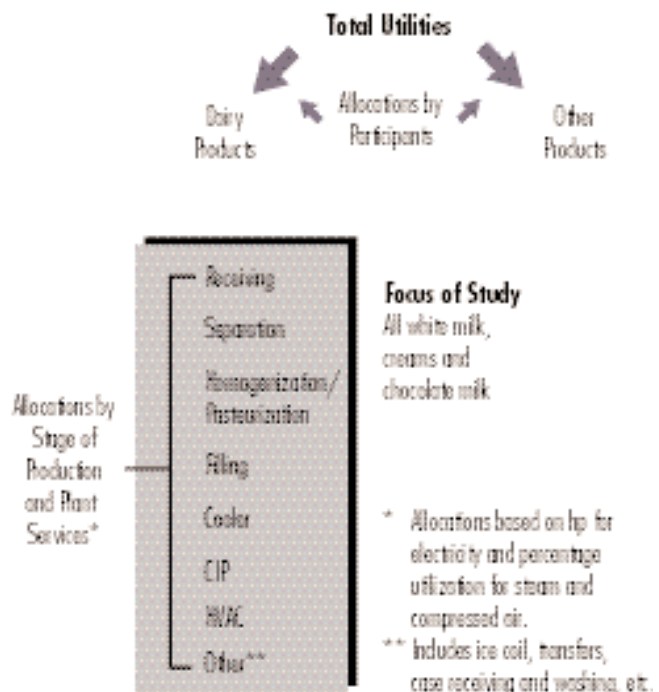 Total Utilities
Dairy
Products
Allocations by
Participants
Other
Products
Allocations by
Stage of
Production
and Plant
Services*
Receiving
Separation
Homogenization/
Pasteurization
Filling
Cooler
CIP
HVAC
Other**
Focus of Study
All white milk,
creams and
chocolate milk
* Allocations based on hp for
electricity and percentage
utilization for steam and
compressed air.
** Includes ice coil, transfers,
case receiving and washing, etc.